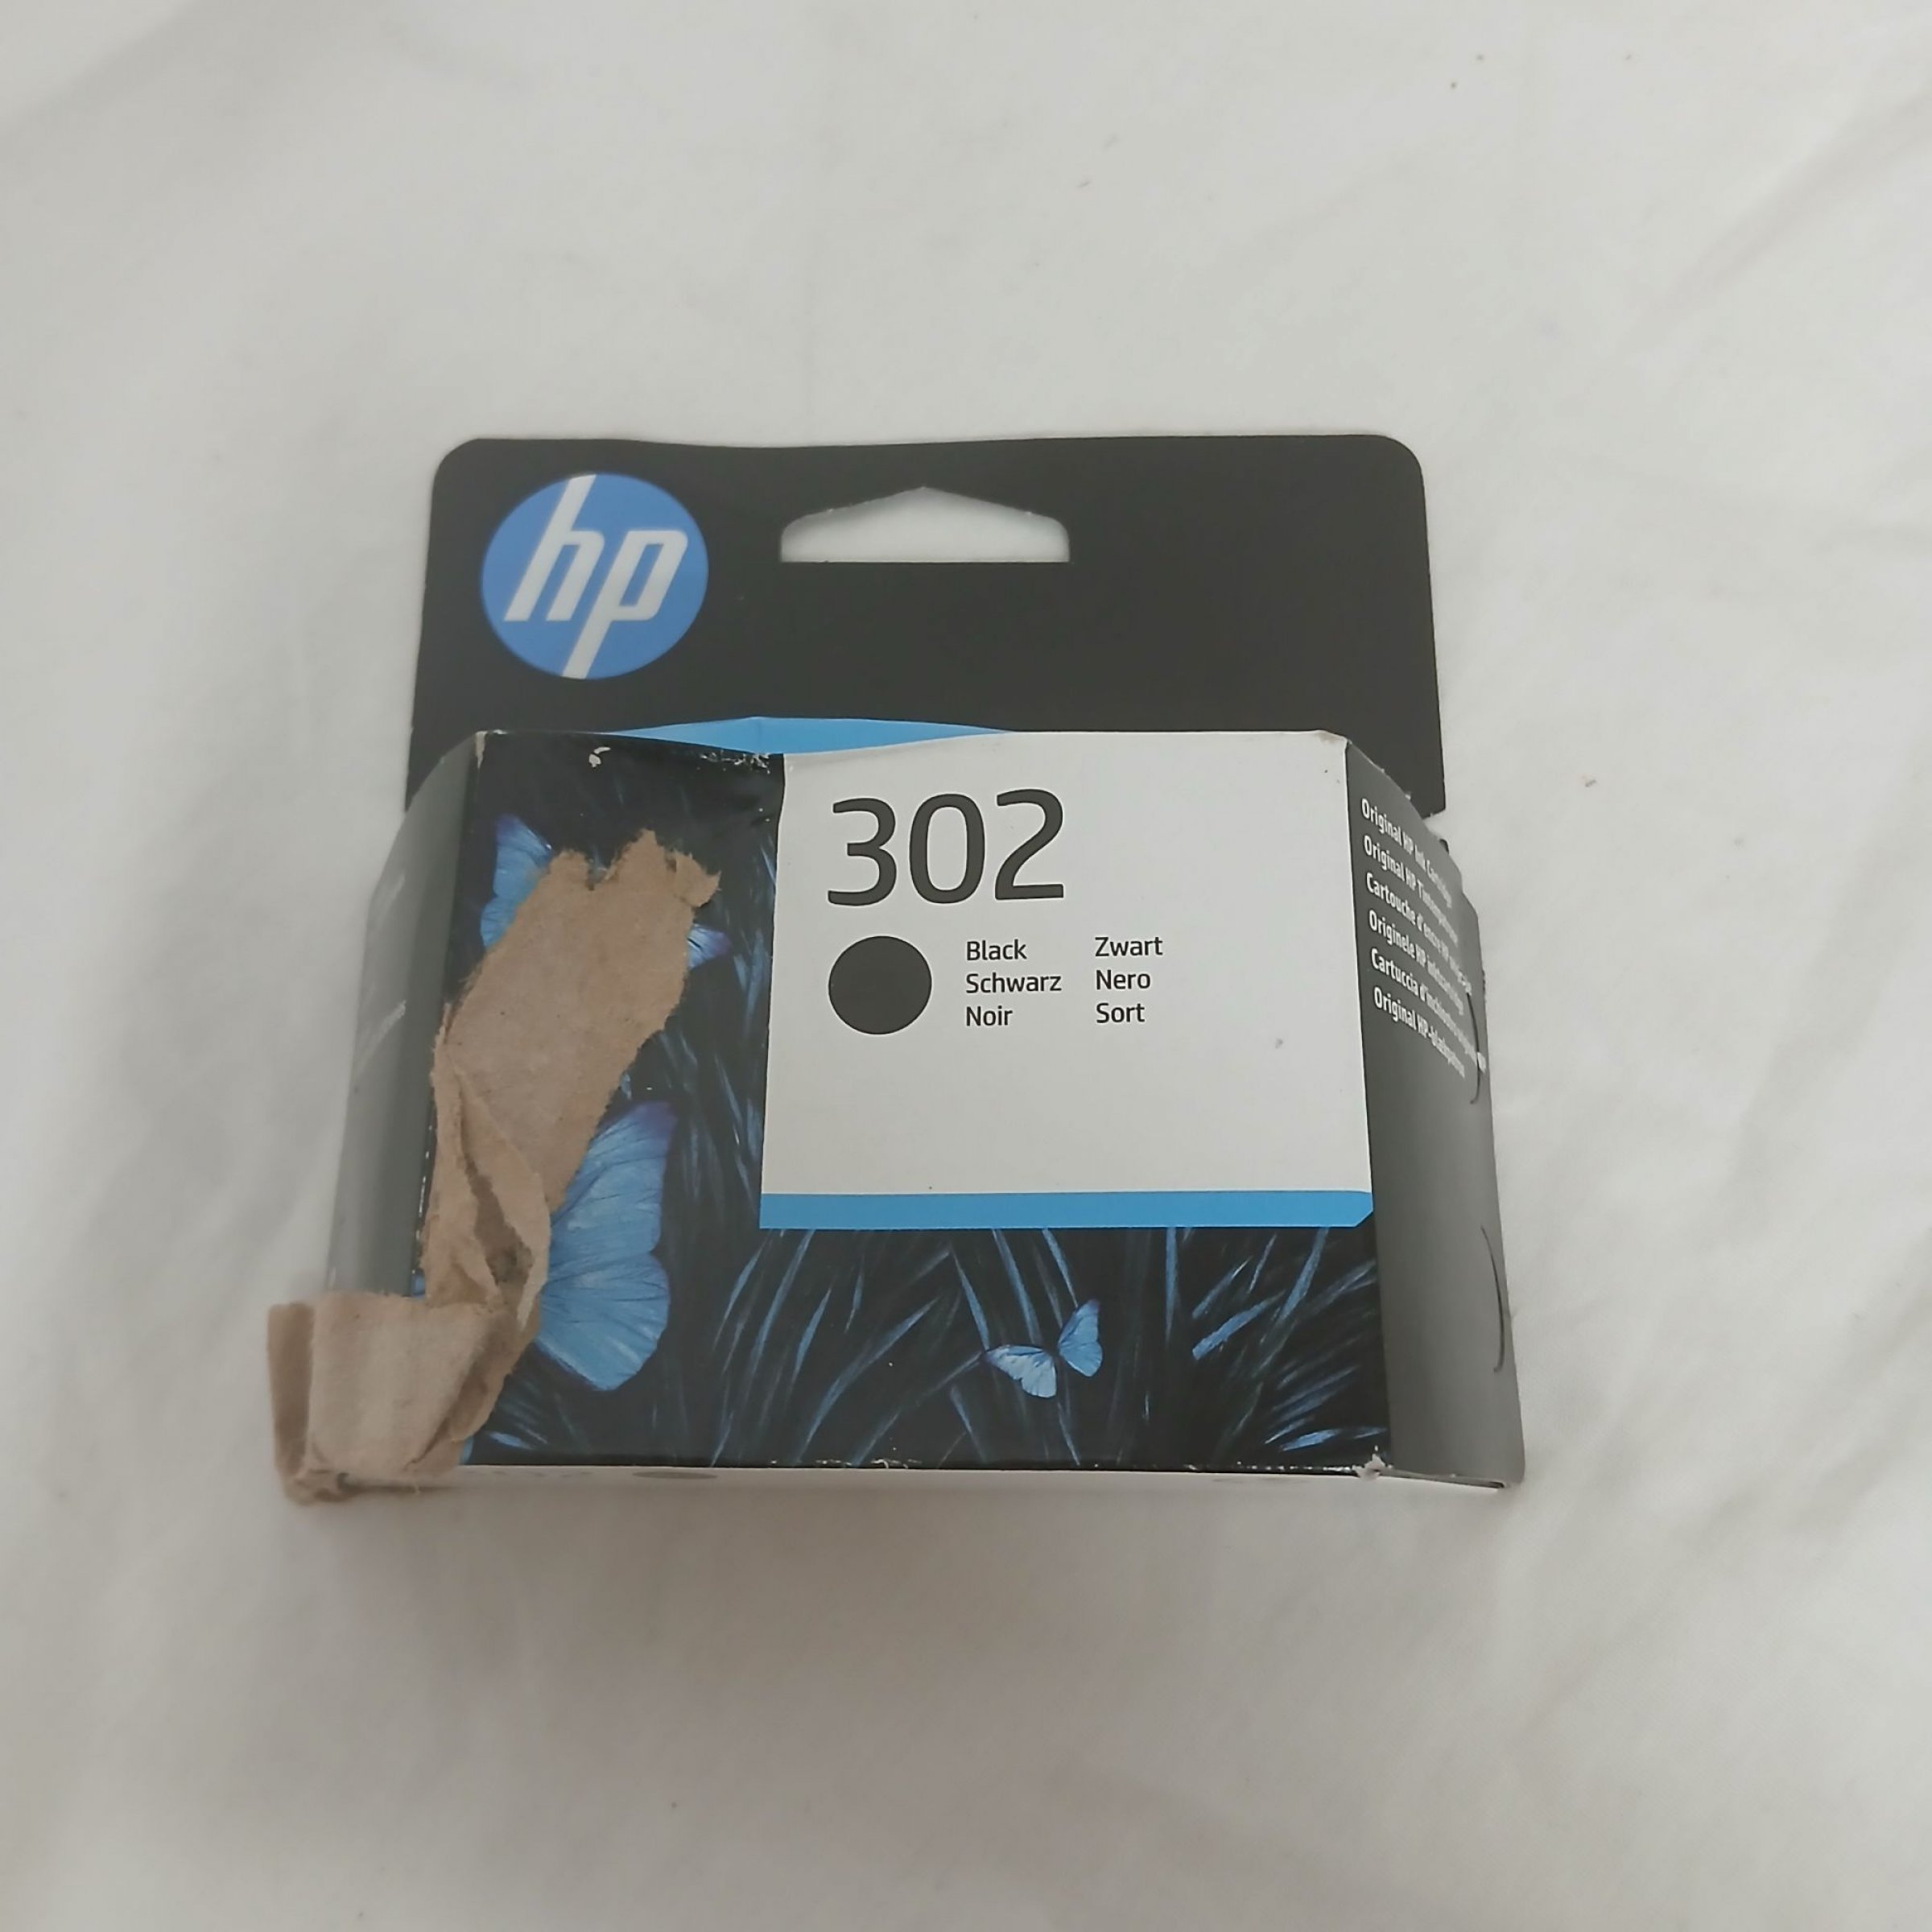 hp
302
Black
Schwarz
Noir
Zwart
Nero
Sort
Original HP Ink Cartridge
Original HP
Cartouche d'encre HP
Originele HP inktcartridge
Cartuccia d'inchiostro
Original HP-blækpatron